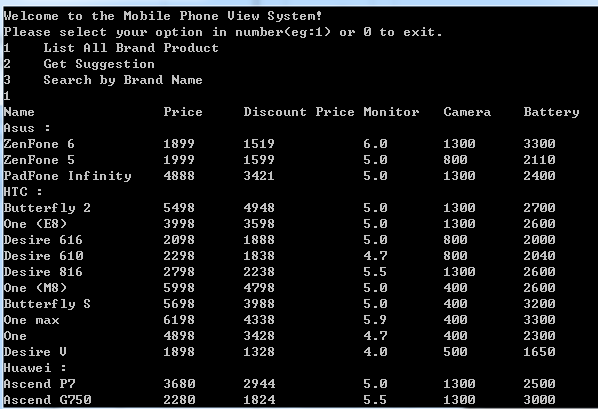 Welcome to the Mobile Phone View System!
Please select your option in number(eg:1) or 0 to exit.
1 List All Brand Product
2 Get Suggestion
3 Search by Brand Name
1
Name Price Discount Price Monitor Camera Battery
Asus :
ZenFone 6 1899 1519 6.0 1300 3300
ZenFone 5 1999 1599 5.0 800 2110
PadFone Infinity 4888 3421 5.0 1300 2400
HTC :
Butterfly 2 5498 4948 5.0 1300 2700
One (E8) 3998 3598 5.0 1300 2600
Desire 616 2098 1888 5.0 800 2000
Desire 610 2298 1838 4.7 800 2040
Desire 816 2798 2238 5.5 1300 2600
One (M8) 5998 4798 5.0 400 2600
Butterfly S 5698 3988 5.0 400 3200
One max 6198 4338 5.9 400 3300
One 4898 3428 4.7 400 2300
Desire V 1898 1328 4.0 500 1650
Huawei :
Ascend P7 3680 2944 5.0 1300 2500
Ascend G750 2280 1824 5.5 1300 3000